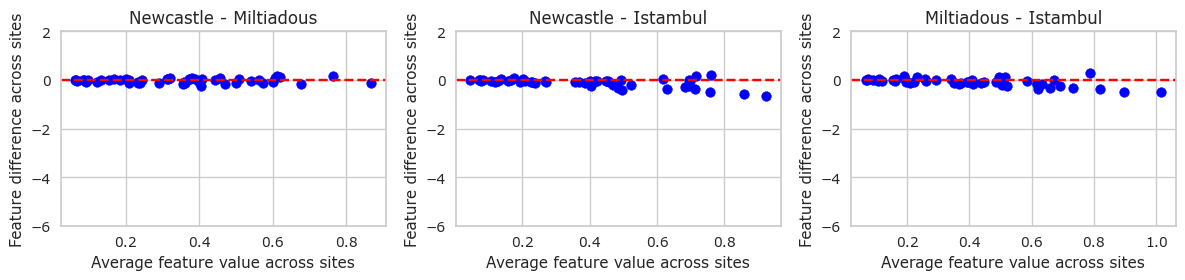 Newcastle - Miltiadous
Feature difference across sites
2
0
−2
−4
−6
0.2 0.4 0.6 0.8
Average feature value across sites
Newcastle - Istambul
Feature difference across sites
2
0
−2
−4
−6
0.2 0.4 0.6 0.8
Average feature value across sites
Miltiadous - Istambul
Feature difference across sites
2
0
−2
−4
−6
0.2 0.4 0.6 0.8 1.0
Average feature value across sites